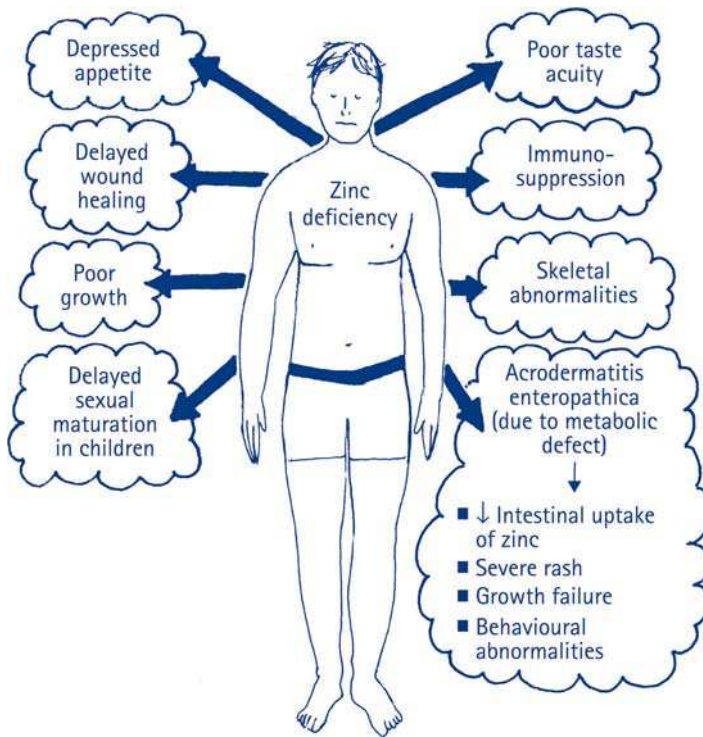 Depressed
appetite
Poor taste
acuity
Delayed
wound
healing
Zinc
deficiency
Immuno-
suppression
Poor
growth
Skeletal
abnormalities
Delayed
sexual
maturation
in children
Acrodermatitis
enteropathica
(due to metabolic
defect)
↓
■ ↓ Intestinal uptake
of zinc
■ Severe rash
■ Growth failure
■ Behavioural
abnormalities